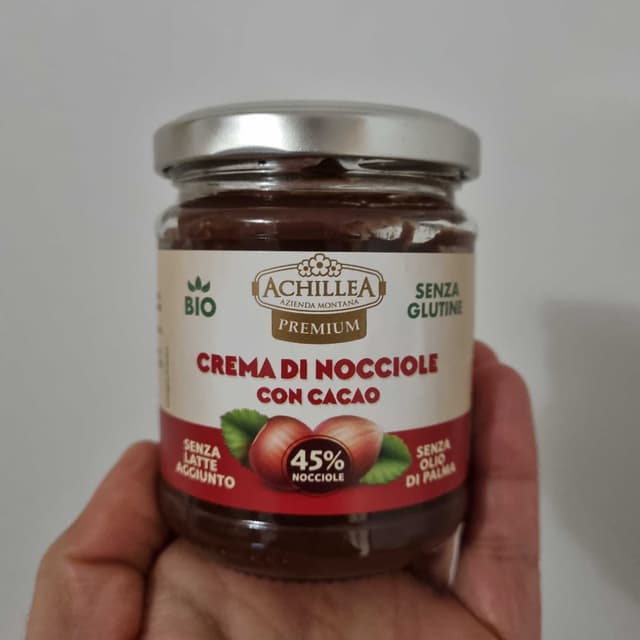 ACHILLEA
AZIENDA MONTANA
PREMIUM
BIO
SENZA
GLUTINE
CREMA DI NOCCIOLE
CON CACAO
SENZA
LATTE
AGGIUNTO
45%
NOCCIOLE
SENZA
OLIO
DI PALMA